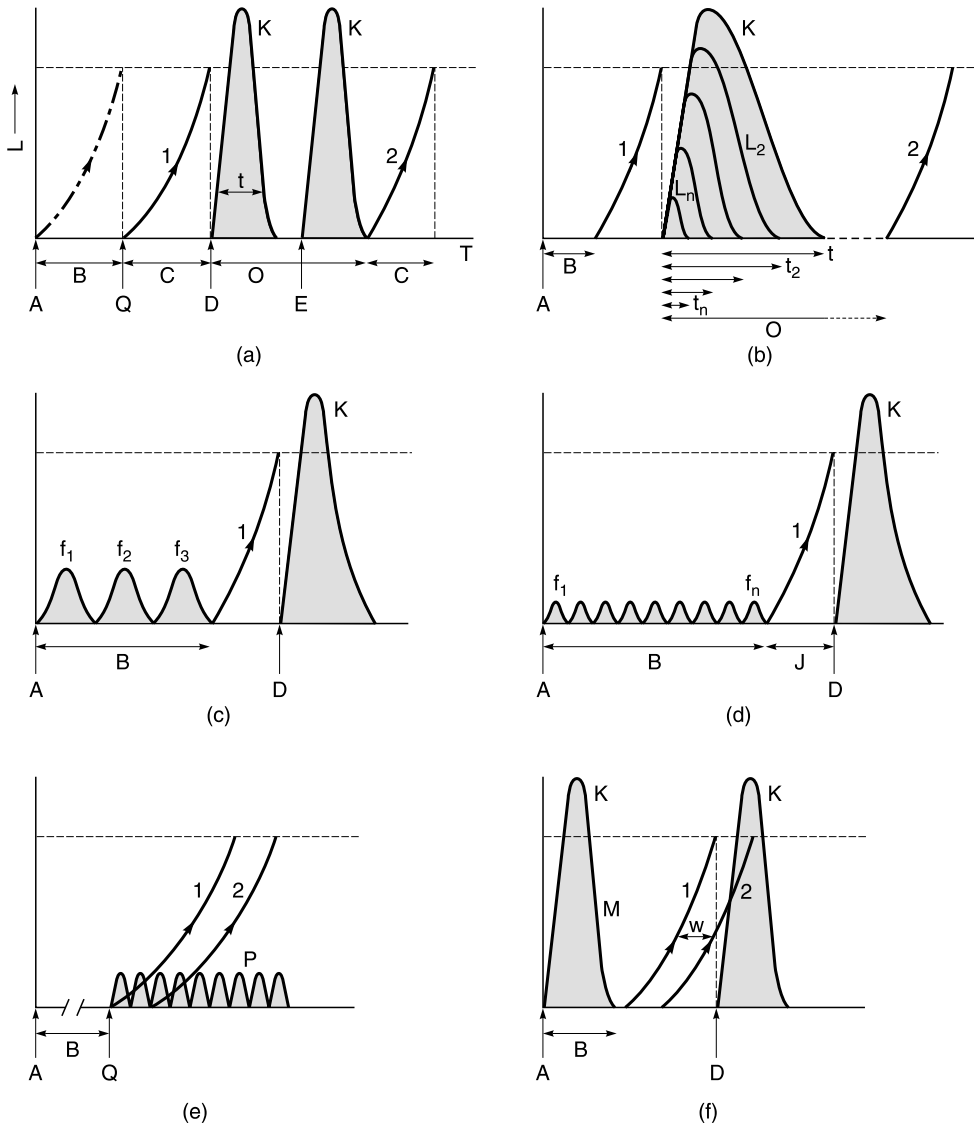 K K K
L
1 2 t
1 L₂ 2
Lₙ
T
B C O C
A Q D E
B
A
t
t₂
tₙ
O
(a) (b)
K K
1 1
f₁ f₂ f₃
f₁ fₙ
B B J
A D A D
(c) (d)
K K
1 2
1 2
M
w
P
B B
A Q A D
(e) (f)